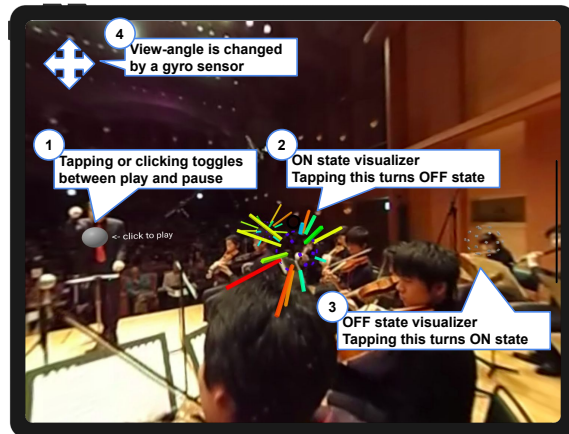 4
View-angle is changed
by a gyro sensor
1
Tapping or clicking toggles
between play and pause
2
ON state visualizer
Tapping this turns OFF state
<- click to play
3
OFF state visualizer
Tapping this turns ON state